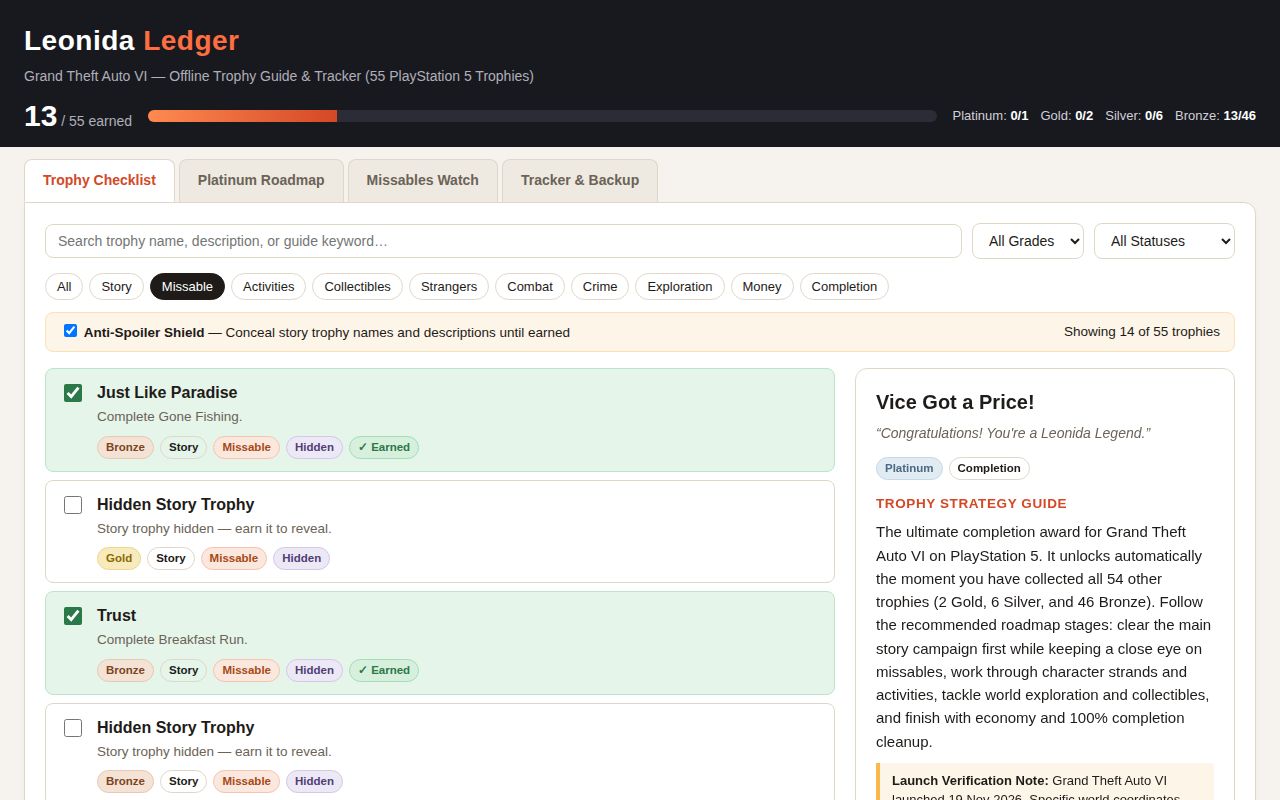 Leonida Ledger
Grand Theft Auto VI — Offline Trophy Guide & Tracker (55 PlayStation 5 Trophies)
13 / 55 earned
Platinum: 0/1 Gold: 0/2 Silver: 0/6 Bronze: 13/46
Trophy Checklist
Platinum Roadmap
Missables Watch
Tracker & Backup
Search trophy name, description, or guide keyword…
All Grades
All Statuses
All
Story
Missable
Activities
Collectibles
Strangers
Combat
Crime
Exploration
Money
Completion
Anti-Spoiler Shield — Conceal story trophy names and descriptions until earned
Showing 14 of 55 trophies
Just Like Paradise
Complete Gone Fishing.
Bronze Story Missable Hidden ✓ Earned
Hidden Story Trophy
Story trophy hidden — earn it to reveal.
Gold Story Missable Hidden
Trust
Complete Breakfast Run.
Bronze Story Missable Hidden ✓ Earned
Hidden Story Trophy
Story trophy hidden — earn it to reveal.
Bronze Story Missable Hidden
Vice Got a Price!
“Congratulations! You're a Leonida Legend.”
Platinum Completion
TROPHY STRATEGY GUIDE
The ultimate completion award for Grand Theft
Auto VI on PlayStation 5. It unlocks automatically
the moment you have collected all 54 other
trophies (2 Gold, 6 Silver, and 46 Bronze). Follow
the recommended roadmap stages: clear the main
story campaign first while keeping a close eye on
missables, work through character strands and
activities, tackle world exploration and collectibles,
and finish with economy and 100% completion
cleanup.
Launch Verification Note: Grand Theft Auto VI
launched 19 Nov 2026. Specific world coordinates,